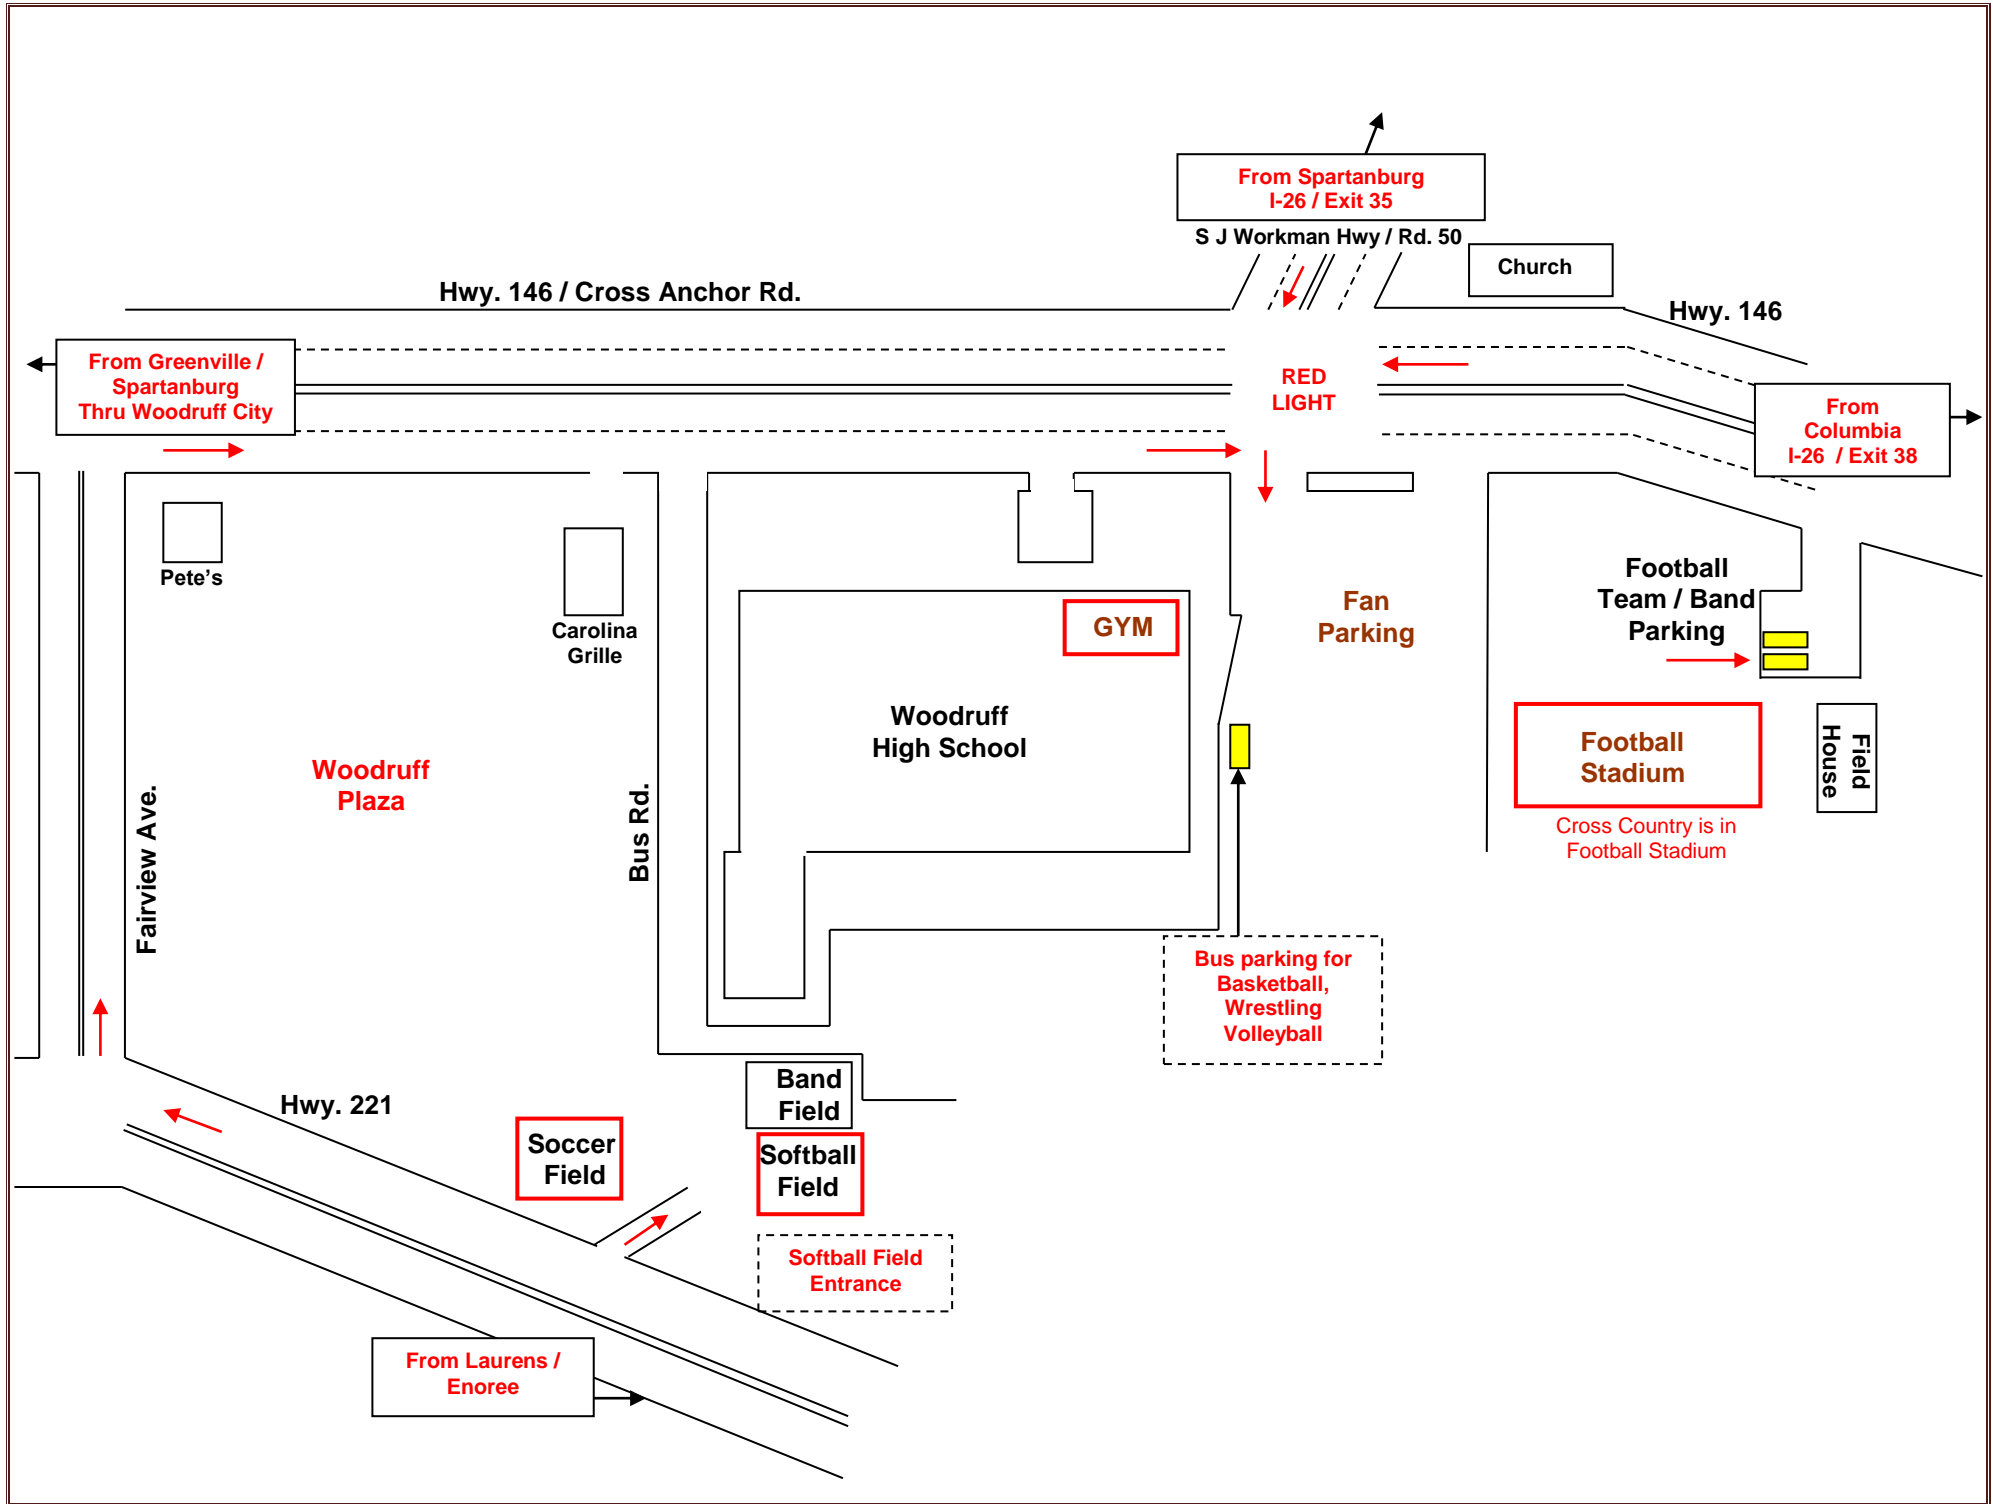 From Spartanburg
I-26 / Exit 35
S J Workman Hwy / Rd. 50
Church
Hwy. 146 / Cross Anchor Rd.
Hwy. 146
From Greenville /
Spartanburg
Thru Woodruff City
RED
LIGHT
From
Columbia
I-26 / Exit 38
Pete's
Carolina
Grille
GYM
Fan
Parking
Football
Team / Band
Parking
Woodruff
High School
Woodruff
Plaza
Football
Stadium
Field
House
Cross Country is in
Football Stadium
Fairview Ave.
Bus Rd.
Bus parking for
Basketball,
Wrestling
Volleyball
Band
Field
Hwy. 221
Soccer
Field
Softball
Field
Softball Field
Entrance
From Laurens /
Enoree